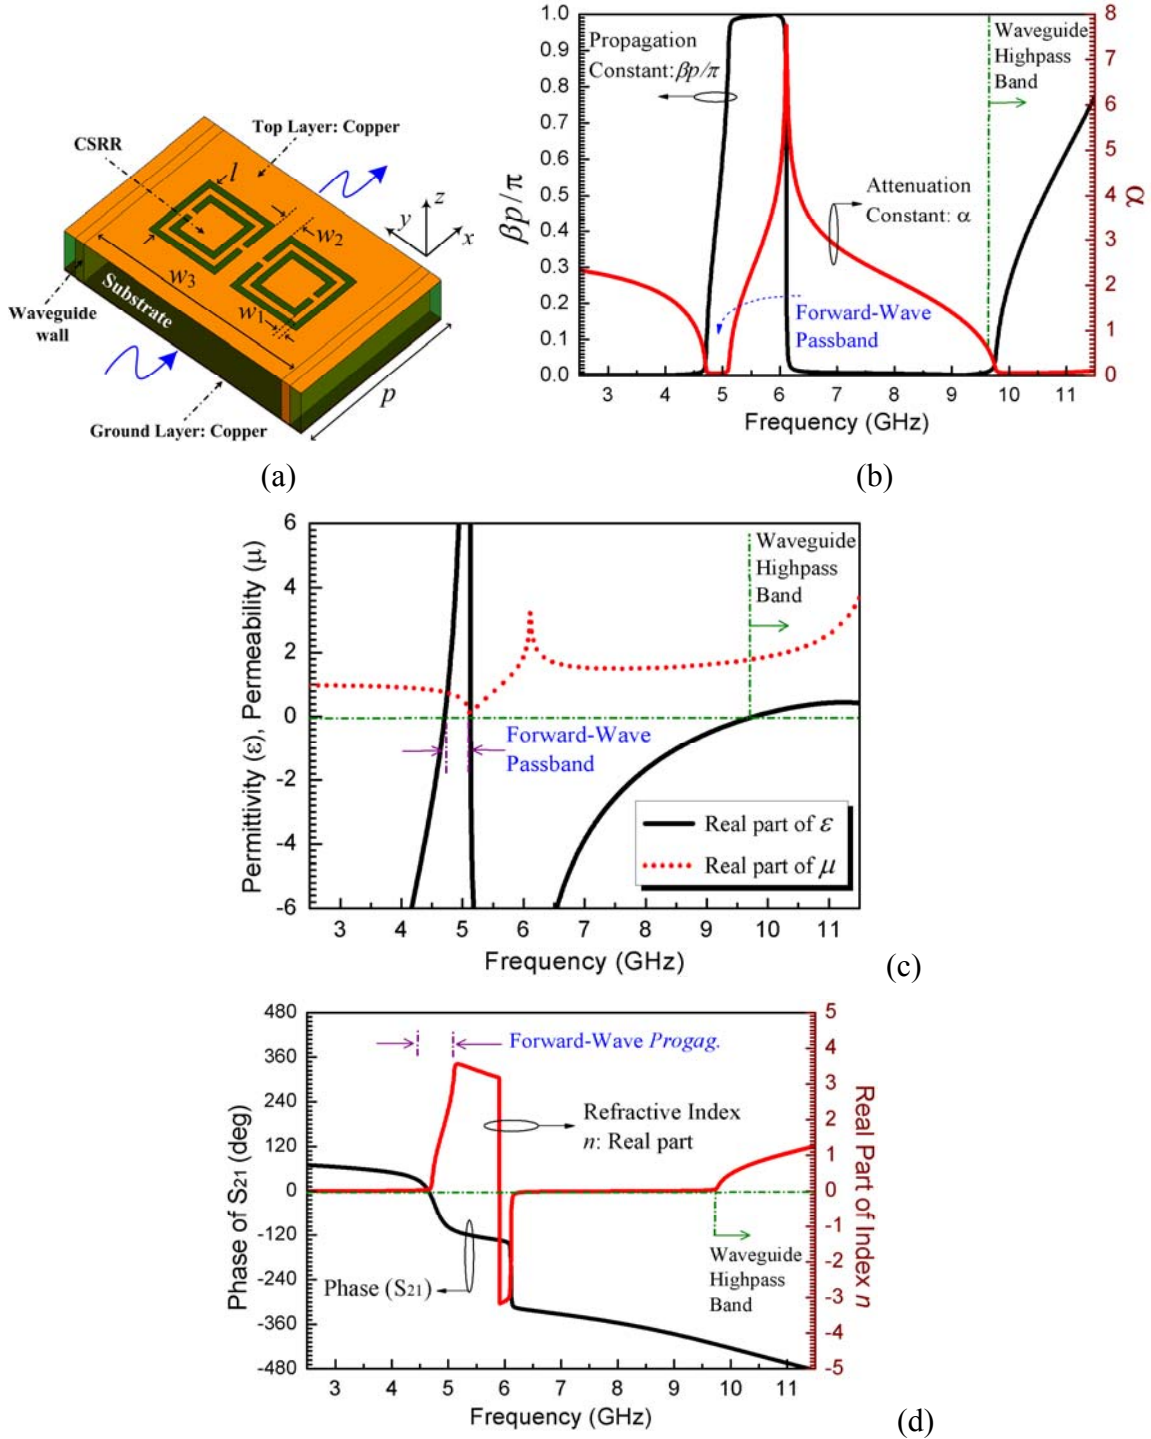 CSRR
Top Layer: Copper
l
w2
w3
w1
z
y
x
Substrate
Waveguide
wall
p
Ground Layer: Copper
(a)
Propagation
Constant: βp/π
Waveguide
Highpass
Band
Attenuation
Constant: α
Forward-Wave
Passband
βp/π
1.0
0.9
0.8
0.7
0.6
0.5
0.4
0.3
0.2
0.1
0.0
8
7
6
5
4
3
2
1
0
α
3 4 5 6 7 8 9 10 11
Frequency (GHz)
(b)
Permittivity (ε), Permeability (μ)
6
4
2
0
-2
-4
-6
Waveguide
Highpass
Band
Forward-Wave
Passband
Real part of ε
Real part of μ
3 4 5 6 7 8 9 10 11
Frequency (GHz)
(c)
Phase of S21 (deg)
480
360
240
120
0
-120
-240
-360
-480
Forward-Wave Progag.
Refractive Index
n: Real part
Phase (S21)
Waveguide
Highpass
Band
5
4
3
2
1
0
-1
-2
-3
-4
-5
Real Part of Index n
3 4 5 6 7 8 9 10 11
Frequency (GHz)
(d)